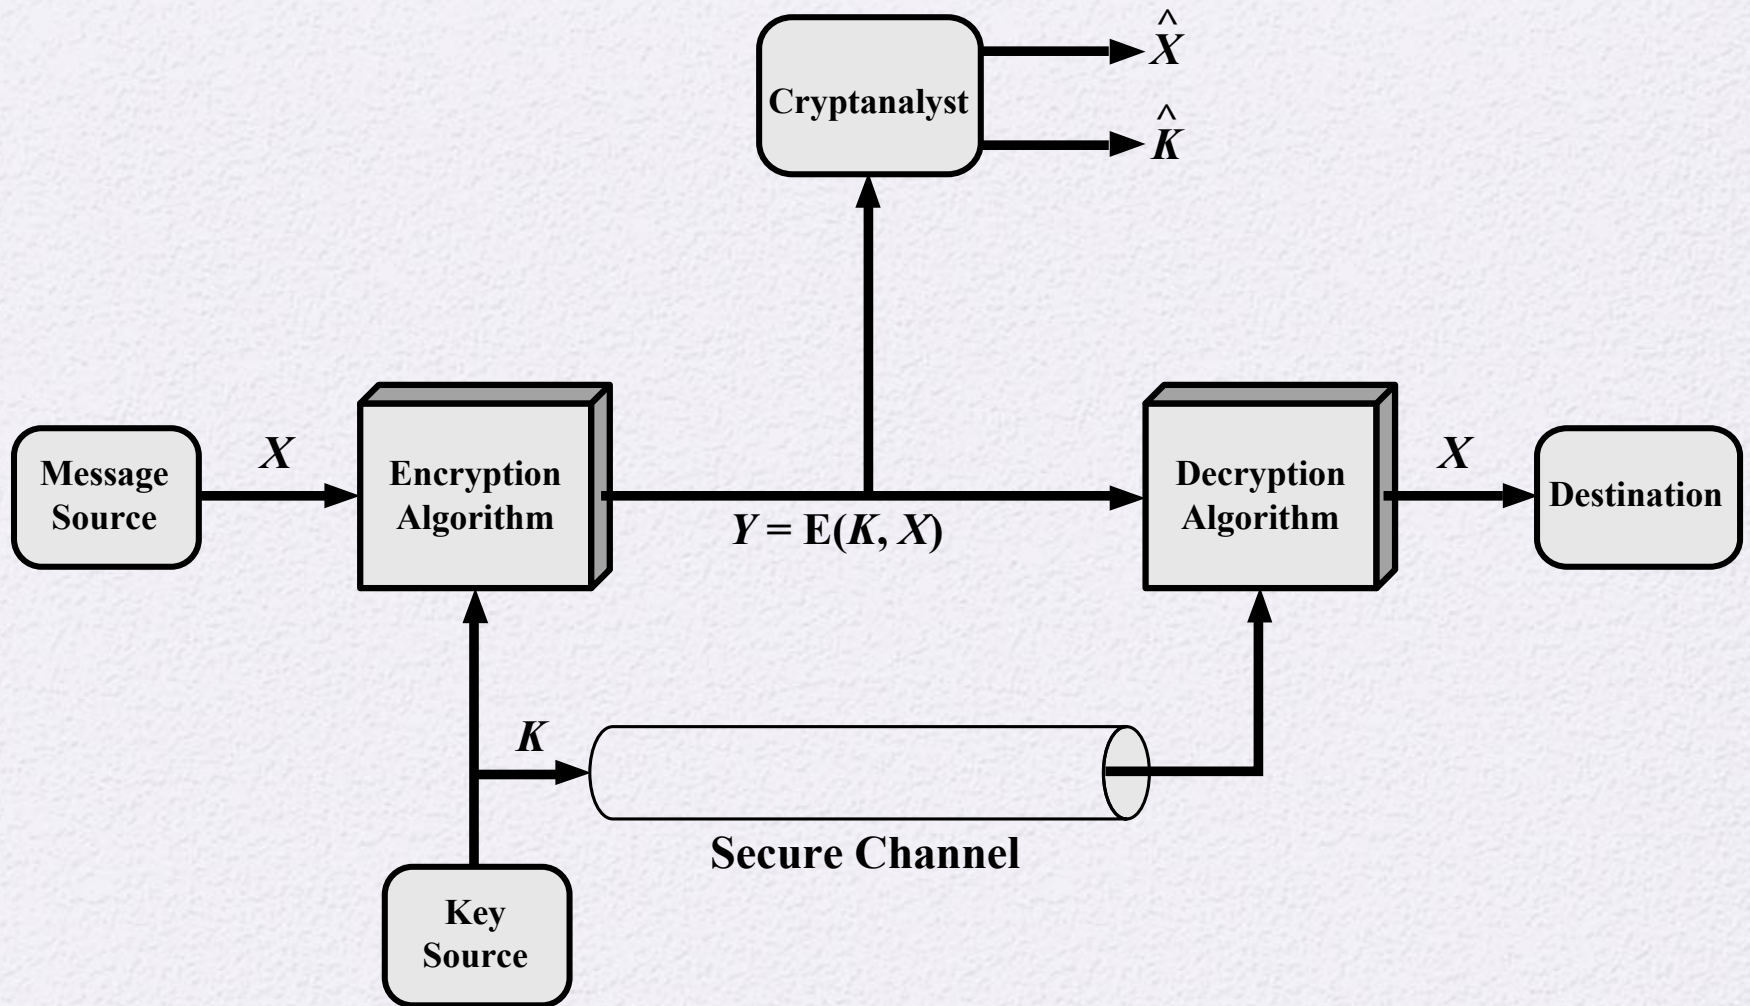 X̂
Cryptanalyst
K̂
Message
Source
X
Encryption
Algorithm
Y = E(K, X)
Decryption
Algorithm
X
Destination
K
Secure Channel
Key
Source